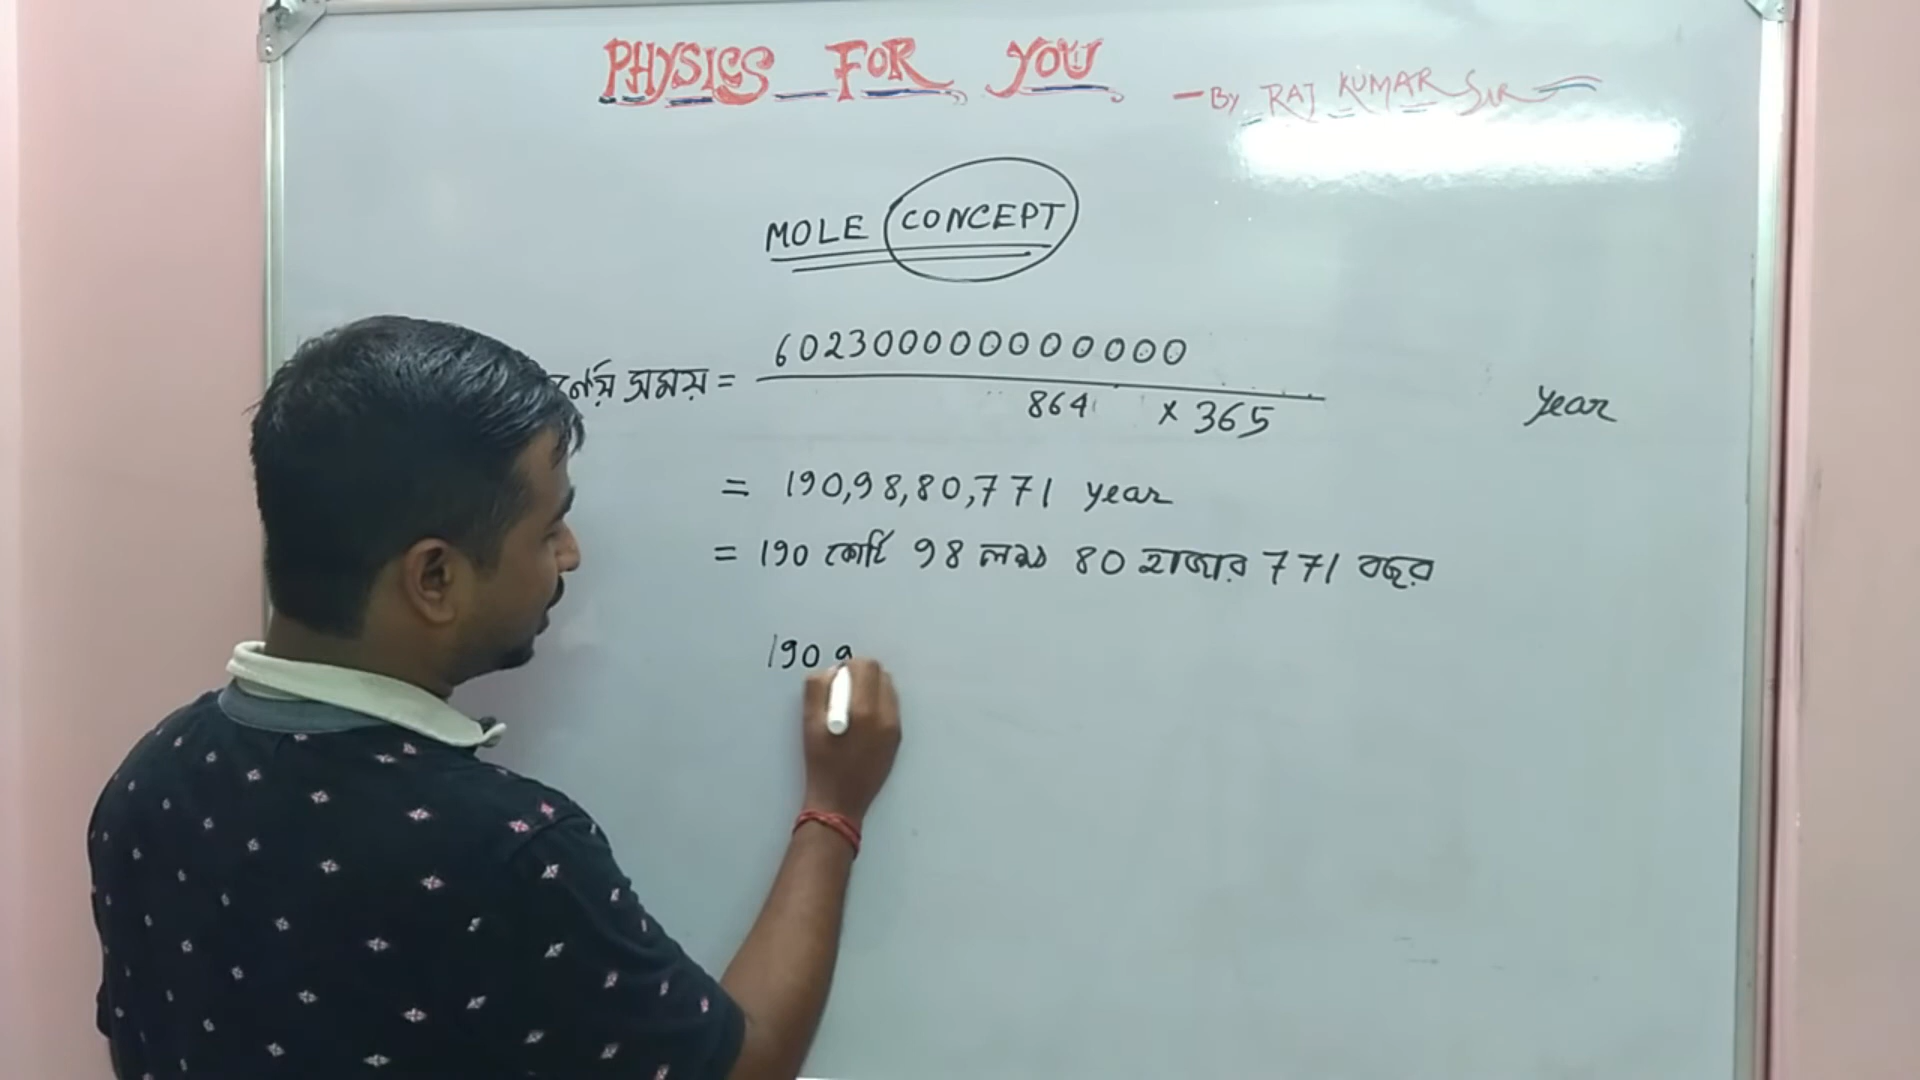 PHYSICS FOR YOU - By RAJ KUMAR SIR
MOLE CONCEPT
602300000000000
সময় =
864 × 365
year
= 190,98,80,771 year
= 190 কোটি 98 লক্ষ 80 হাজার 771 বছর
190 9